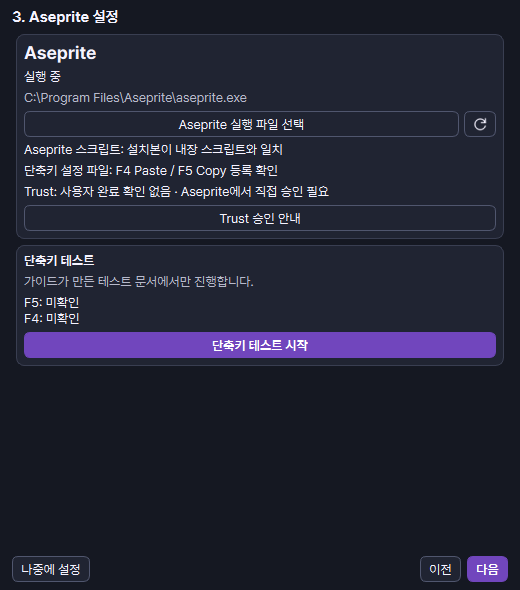 3. Aseprite 설정
Aseprite
실행 중
C:\Program Files\Aseprite\aseprite.exe
Aseprite 실행 파일 선택
Aseprite 스크립트: 설치본이 내장 스크립트와 일치
단축키 설정 파일: F4 Paste / F5 Copy 등록 확인
Trust: 사용자 완료 확인 없음 · Aseprite에서 직접 승인 필요
Trust 승인 안내
단축키 테스트
가이드가 만든 테스트 문서에서만 진행합니다.
F5: 미확인
F4: 미확인
단축키 테스트 시작
나중에 설정
이전
다음